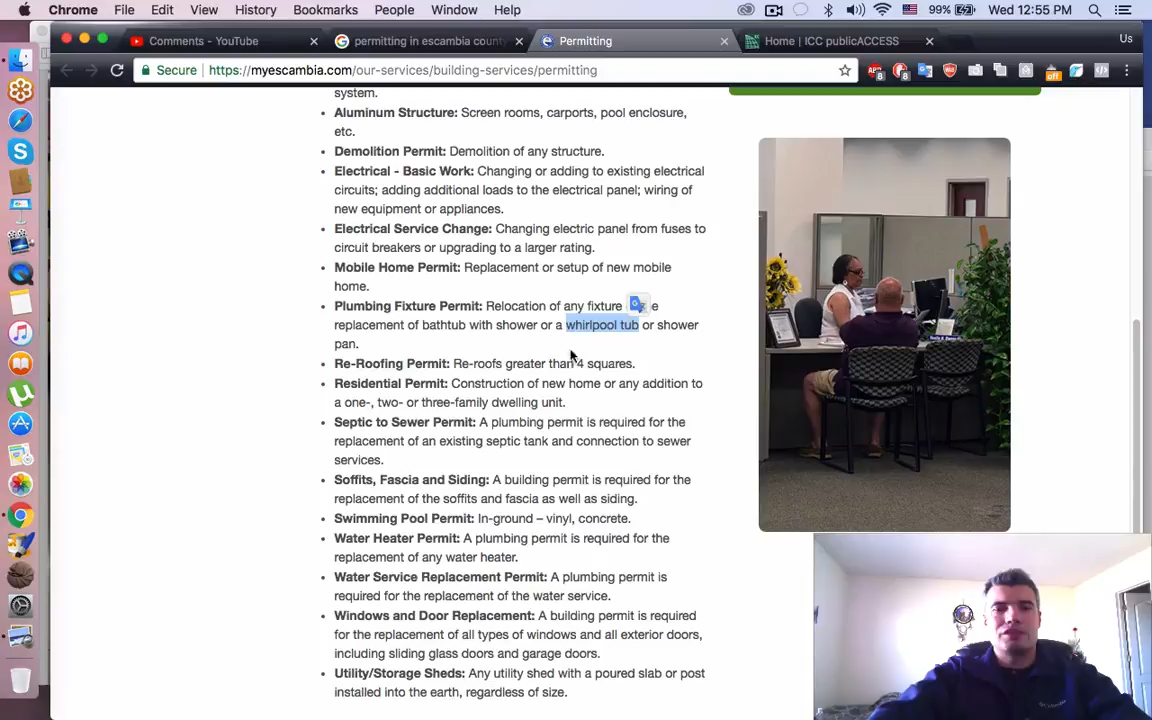 Chrome File Edit View History Bookmarks People Window Help 99% Wed 12:55 PM
Comments - YouTube permitting in escambia county Permitting Home | ICC publicACCESS Us
Secure https://myescambia.com/our-services/building-services/permitting
system.
• Aluminum Structure: Screen rooms, carports, pool enclosure,
etc.
• Demolition Permit: Demolition of any structure.
• Electrical - Basic Work: Changing or adding to existing electrical
circuits; adding additional loads to the electrical panel; wiring of
new equipment or appliances.
• Electrical Service Change: Changing electric panel from fuses to
circuit breakers or upgrading to a larger rating.
• Mobile Home Permit: Replacement or setup of new mobile
home.
• Plumbing Fixture Permit: Relocation of any fixture
replacement of bathtub with shower or a whirlpool tub or shower
pan.
• Re-Roofing Permit: Re-roofs greater than 4 squares.
• Residential Permit: Construction of new home or any addition to
a one-, two- or three-family dwelling unit.
• Septic to Sewer Permit: A plumbing permit is required for the
replacement of an existing septic tank and connection to sewer
services.
• Soffits, Fascia and Siding: A building permit is required for the
replacement of the soffits and fascia as well as siding.
• Swimming Pool Permit: In-ground – vinyl, concrete.
• Water Heater Permit: A plumbing permit is required for the
replacement of any water heater.
• Water Service Replacement Permit: A plumbing permit is
required for the replacement of the water service.
• Windows and Door Replacement: A building permit is required
for the replacement of all types of windows and all exterior doors,
including sliding glass doors and garage doors.
• Utility/Storage Sheds: Any utility shed with a poured slab or post
installed into the earth, regardless of size.